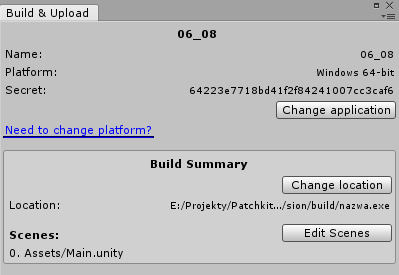 Build & Upload
06_08
Name: 06_08
Platform: Windows 64-bit
Secret: 64223e7718bd41f2f84241007cc3caf6
Change application
Need to change platform?
Build Summary
Change location
Location: E:/Projekty/Patchkit.../sion/build/nazwa.exe
Scenes: Edit Scenes
0. Assets/Main.unity